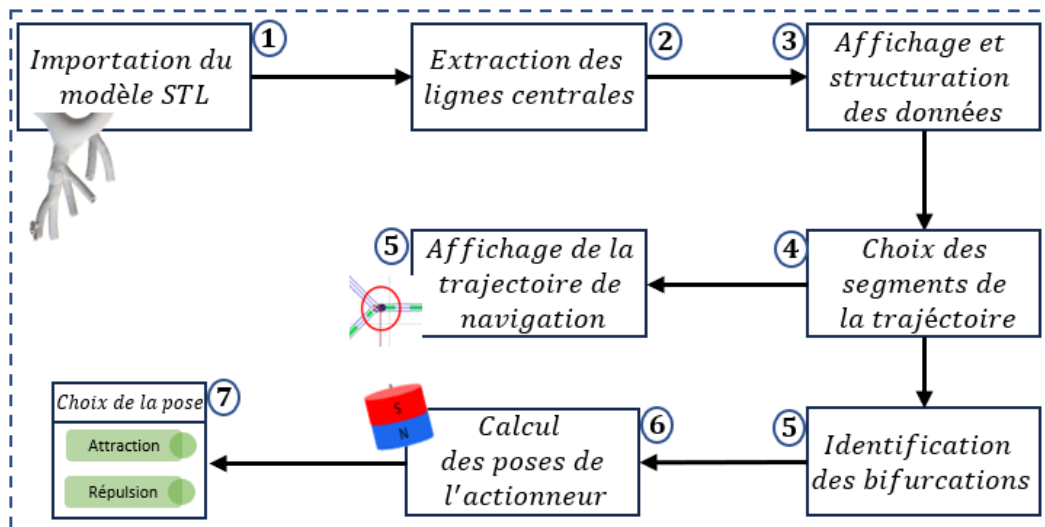 1
Importation du
modèle STL
2
Extraction des
lignes centrales
3
Affichage et
structuration
des données
4
Choix des
segments de
la trajéctoire
5
Affichage de la
trajectoire de
navigation
5
Identification
des bifurcations
6
Calcul
des poses de
l'actionneur
S
N
7
Choix de la pose
Attraction
Répulsion